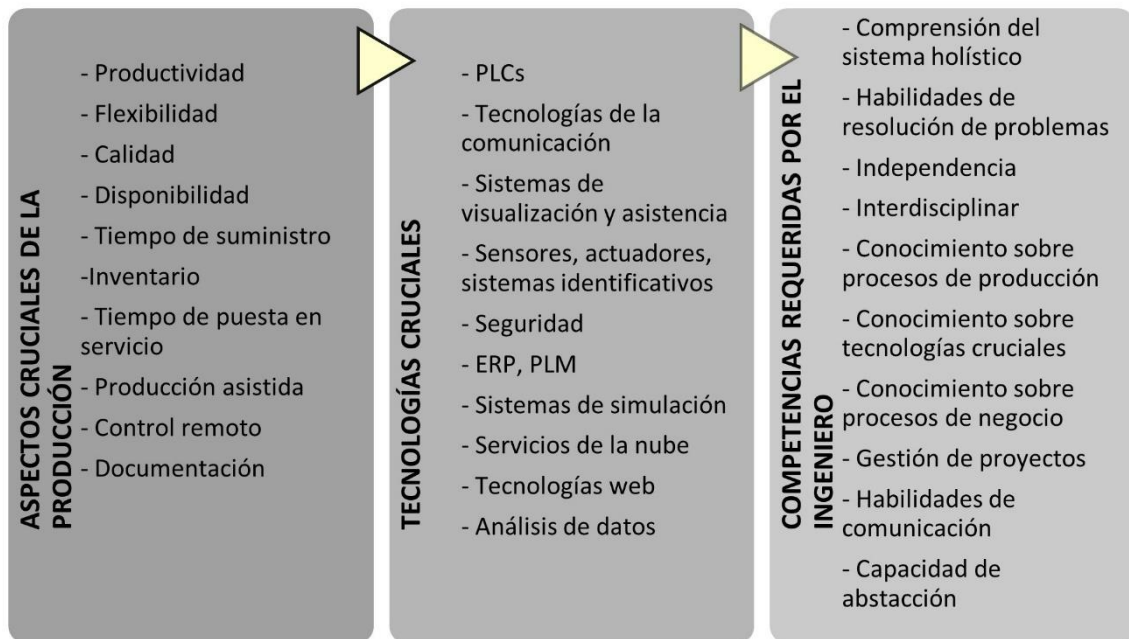 ASPECTOS CRUCIALES DE LA
PRODUCCIÓN
- Productividad
- Flexibilidad
- Calidad
- Disponibilidad
- Tiempo de suministro
-Inventario
- Tiempo de puesta en
servicio
- Producción asistida
- Control remoto
- Documentación
TECNOLOGÍAS CRUCIALES
- PLCs
- Tecnologías de la
comunicación
- Sistemas de
visualización y asistencia
- Sensores, actuadores,
sistemas identificativos
- Seguridad
- ERP, PLM
- Sistemas de simulación
- Servicios de la nube
- Tecnologías web
- Análisis de datos
COMPETENCIAS REQUERIDAS POR EL
INGENIERO
- Comprensión del
sistema holístico
- Habilidades de
resolución de problemas
- Independencia
- Interdisciplinar
- Conocimiento sobre
procesos de producción
- Conocimiento sobre
tecnologías cruciales
- Conocimiento sobre
procesos de negocio
- Gestión de proyectos
- Habilidades de
comunicación
- Capacidad de
abstacción